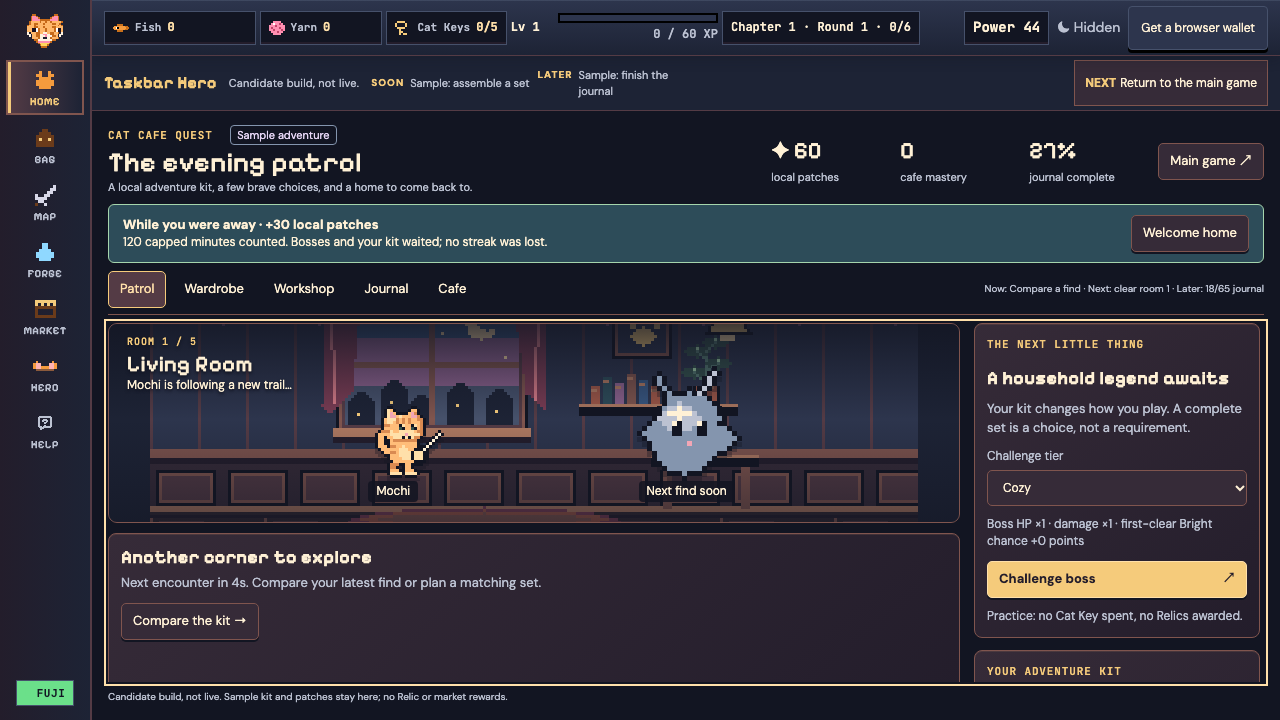 Fish 0
Yarn 0
Cat Keys 0/5
Lv 1
0 / 60 XP
Chapter 1 · Round 1 · 0/6
Power 44
Hidden
Get a browser wallet
HOME
BAG
MAP
FORGE
MARKET
HERO
HELP
FUJI
Taskbar Hero
Candidate build, not live.
SOON Sample: assemble a set
LATER Sample: finish the
journal
NEXT Return to the main game
CAT CAFE QUEST
Sample adventure
The evening patrol
A local adventure kit, a few brave choices, and a home to come back to.
✦ 60
local patches
0
cafe mastery
27%
journal complete
Main game ↗
While you were away · +30 local patches
120 capped minutes counted. Bosses and your kit waited; no streak was lost.
Welcome home
Patrol
Wardrobe
Workshop
Journal
Cafe
Now: Compare a find · Next: clear room 1 · Later: 18/65 journal
ROOM 1 / 5
Living Room
Mochi is following a new trail…
Mochi
Next find soon
Another corner to explore
Next encounter in 4s. Compare your latest find or plan a matching set.
Compare the kit →
THE NEXT LITTLE THING
A household legend awaits
Your kit changes how you play. A complete
set is a choice, not a requirement.
Challenge tier
Cozy
Boss HP ×1 · damage ×1 · first-clear Bright
chance +0 points
Challenge boss ↗
Practice: no Cat Key spent, no Relics awarded.
YOUR ADVENTURE KIT
Candidate build, not live. Sample kit and patches stay here; no Relic or market rewards.